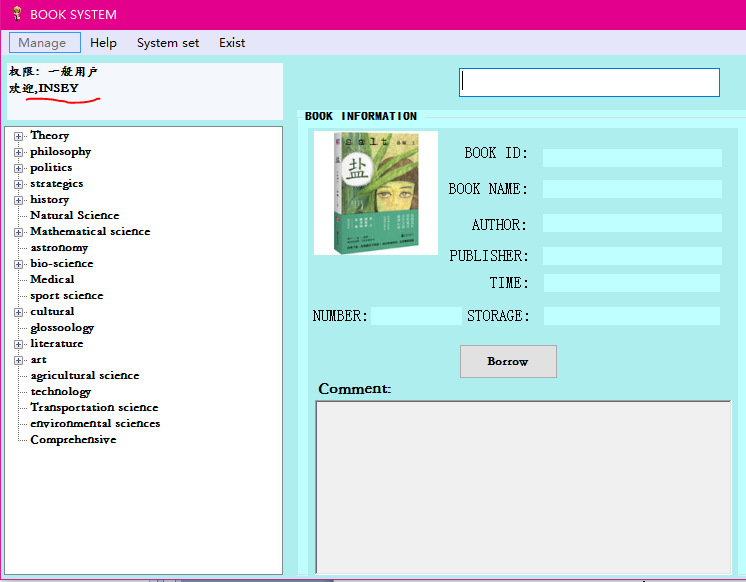 BOOK SYSTEM
Manage Help System set Exist
权限: 一般用户
欢迎,INSEY
Theory
philosophy
politics
strategics
history
Natural Science
Mathematical science
astronomy
bio-science
Medical
sport science
cultural
glossoology
literature
art
agricultural science
technology
Transportation science
environmental sciences
Comprehensive
BOOK INFORMATION
salt
盐
BOOK ID:
BOOK NAME:
AUTHOR:
PUBLISHER:
TIME:
NUMBER:
STORAGE:
Borrow
Comment: